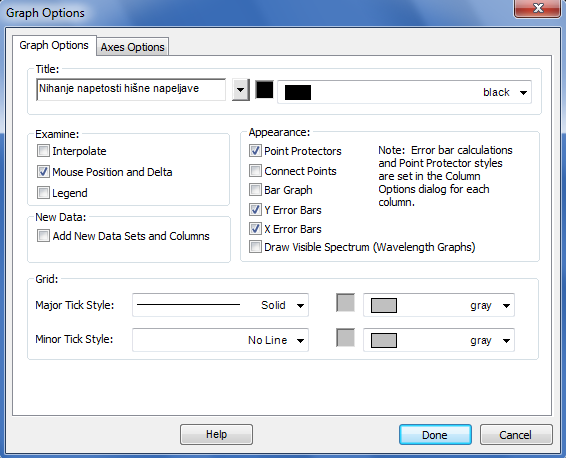 Graph Options
Graph Options
Axes Options
Title:
Nihanje napetosti hišne napeljave
black
Examine:
Interpolate
Mouse Position and Delta
Legend
New Data:
Add New Data Sets and Columns
Appearance:
Point Protectors
Connect Points
Bar Graph
Y Error Bars
X Error Bars
Draw Visible Spectrum (Wavelength Graphs)
Note: Error bar calculations
and Point Protector styles
are set in the Column
Options dialog for each
column.
Grid:
Major Tick Style: Solid gray
Minor Tick Style: No Line gray
Help Done Cancel